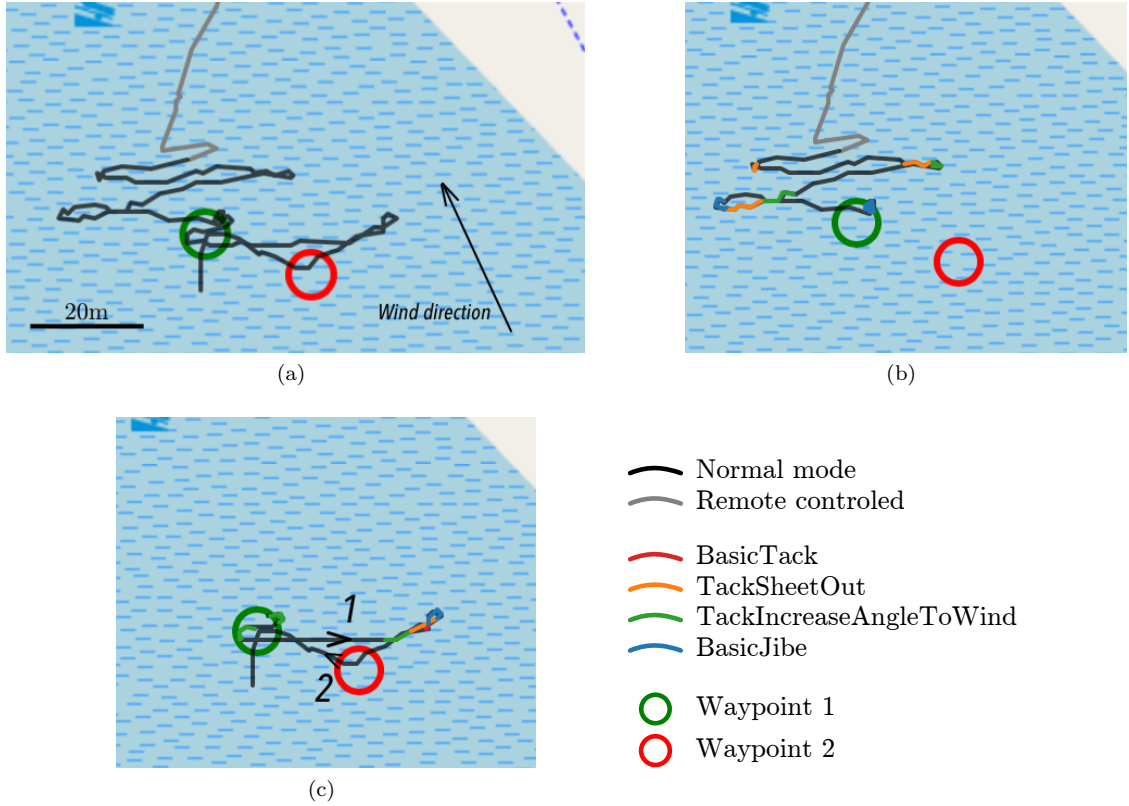 20m
Wind direction
(a)
(b)
1
2
(c)
Normal mode
Remote controled
BasicTack
TackSheetOut
TackIncreaseAngleToWind
BasicJibe
Waypoint 1
Waypoint 2